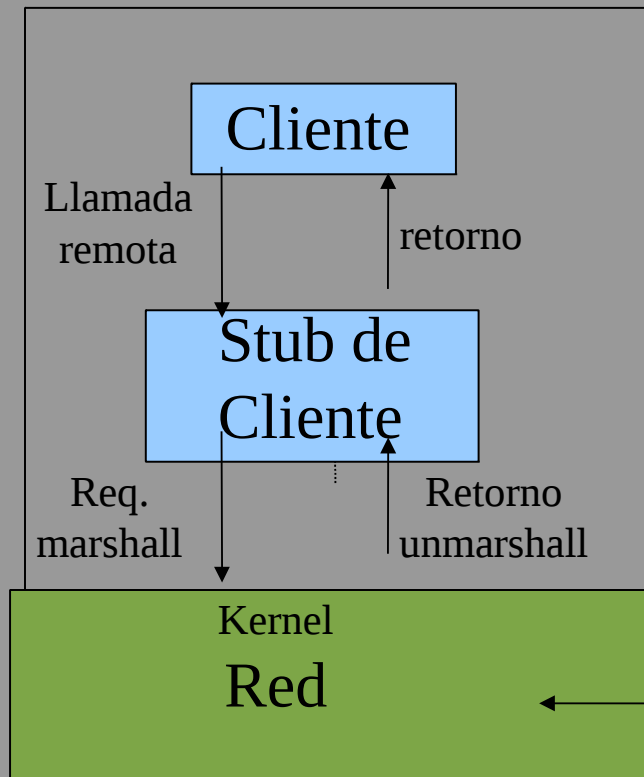 Cliente
Llamada
remota
retorno
Stub de
Cliente
Req.
marshall
Retorno
unmarshall
Kernel
Red